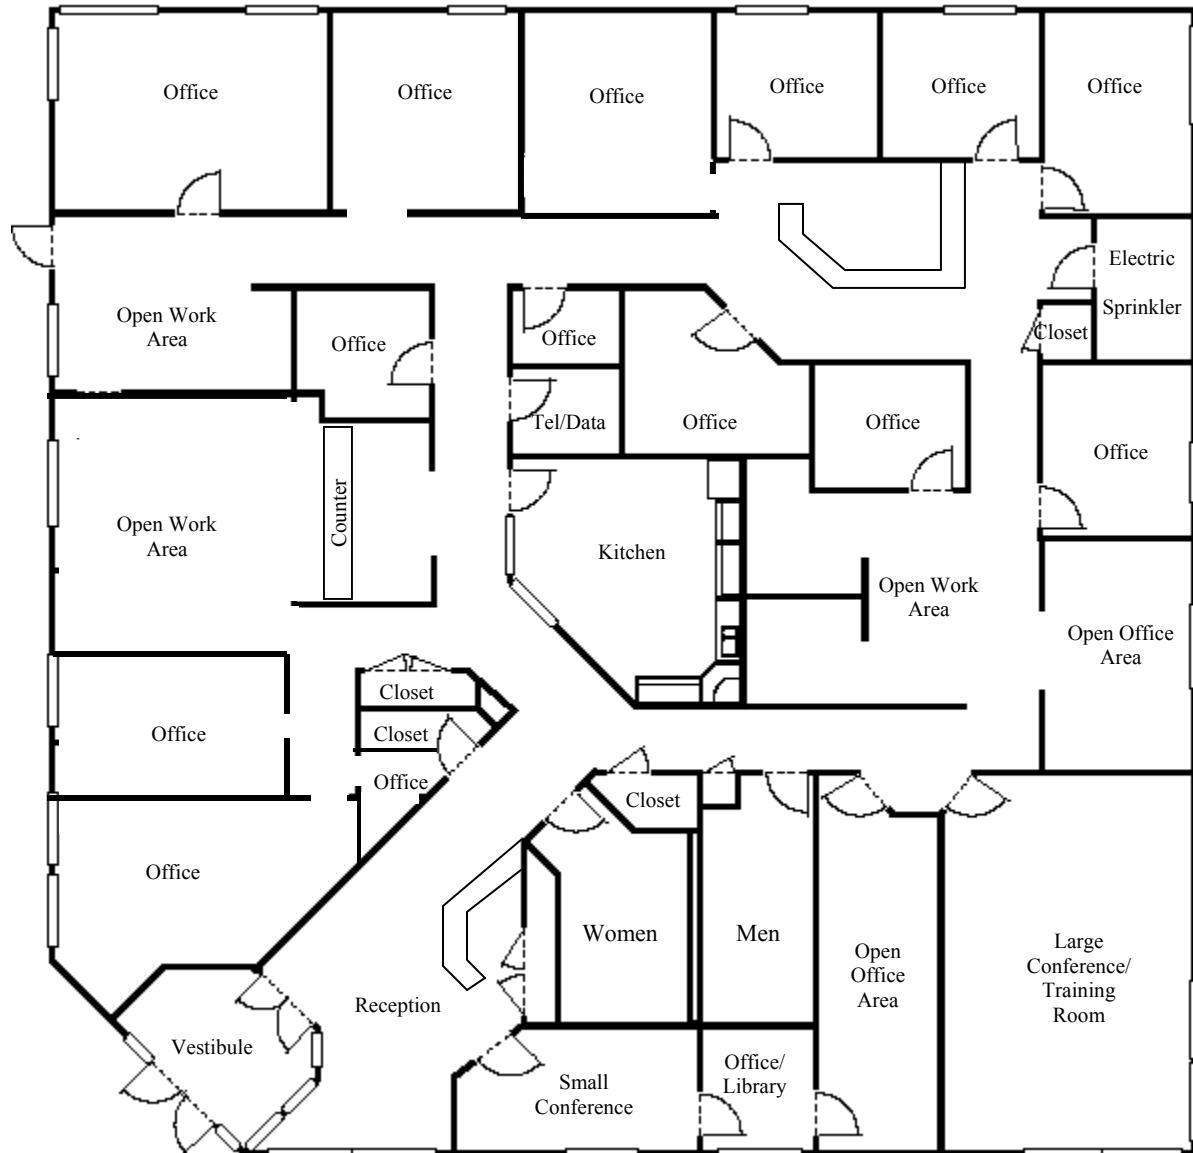 Office
Office
Office
Office
Office
Office
Electric
Sprinkler
Open Work
Area
Office
Office
Closet
Tel/Data
Office
Office
Office
Open Work
Area
Counter
Kitchen
Open Work
Area
Open Office
Area
Closet
Closet
Office
Office
Closet
Office
Women
Men
Open
Office
Area
Large
Conference/
Training
Room
Reception
Vestibule
Small
Conference
Office/
Library